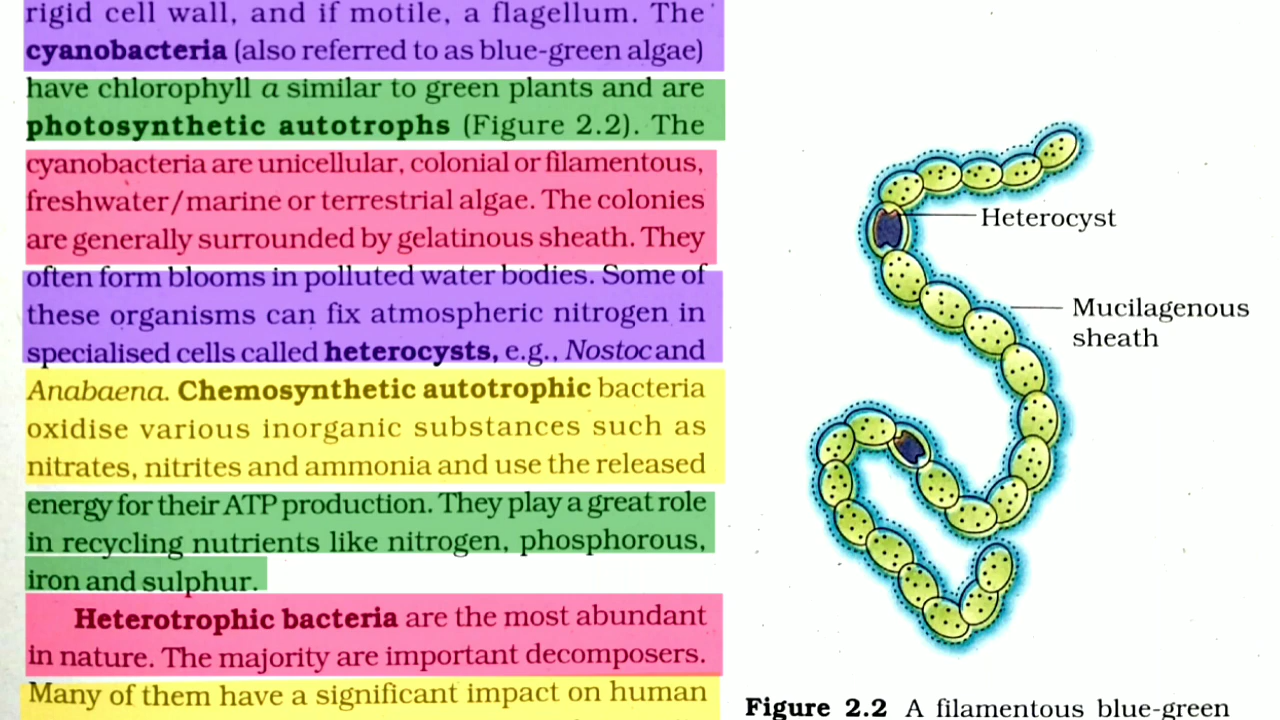 rigid cell wall, and if motile, a flagellum. The
cyanobacteria (also referred to as blue-green algae)
have chlorophyll a similar to green plants and are
photosynthetic autotrophs (Figure 2.2). The
cyanobacteria are unicellular, colonial or filamentous,
freshwater/marine or terrestrial algae. The colonies
are generally surrounded by gelatinous sheath. They
often form blooms in polluted water bodies. Some of
these organisms can fix atmospheric nitrogen in
specialised cells called heterocysts, e.g., Nostoc and
Anabaena. Chemosynthetic autotrophic bacteria
oxidise various inorganic substances such as
nitrates, nitrites and ammonia and use the released
energy for their ATP production. They play a great role
in recycling nutrients like nitrogen, phosphorous,
iron and sulphur.
Heterotrophic bacteria are the most abundant
in nature. The majority are important decomposers.
Many of them have a significant impact on human
Heterocyst
Mucilagenous
sheath
Figure 2.2 A filamentous blue-green